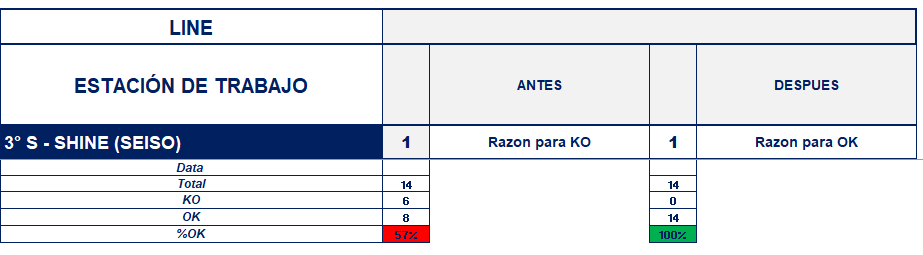 LINE
ESTACIÓN DE TRABAJO ANTES DESPUES
3° S - SHINE (SEISO) 1 Razon para KO 1 Razon para OK
Data
Total 14 14
KO 6 0
OK 8 14
%OK 57% 100%